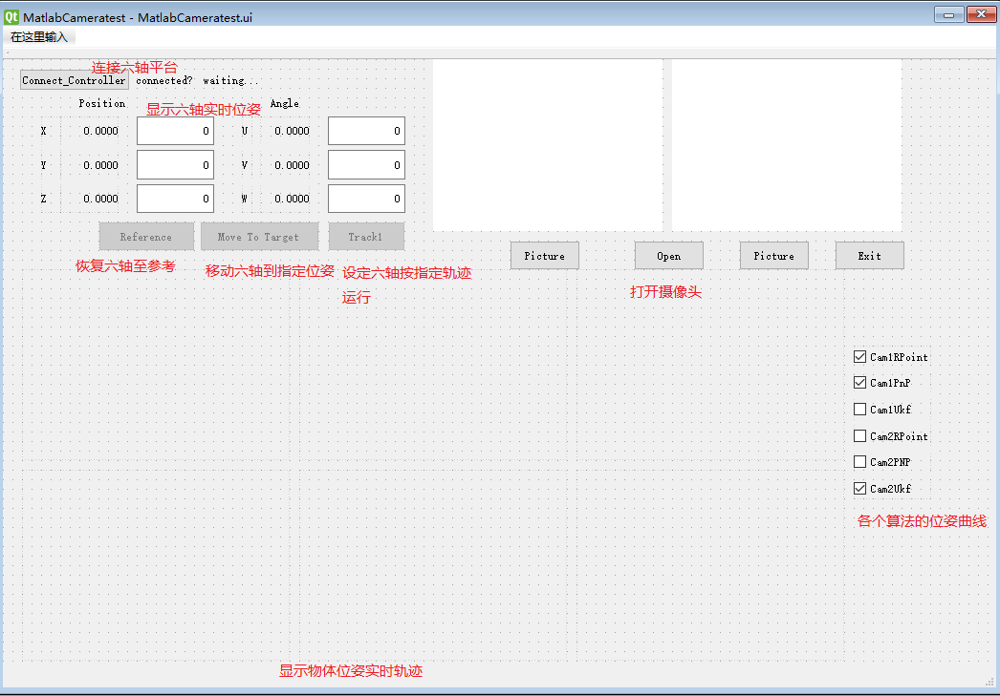 Qt MatlabCameratest - MatlabCameratest.ui
在这里输入
连接六轴平台
Connect_Controller connected? waiting...
Position Angle
显示六轴实时位姿
X 0.0000 0 U 0.0000 0
Y 0.0000 0 V 0.0000 0
Z 0.0000 0 W 0.0000 0
Reference Move To Target Track1
恢复六轴至参考 移动六轴到指定位姿 设定六轴按指定轨迹
运行
Picture Open Picture Exit
打开摄像头
Cam1RPoint
Cam1PnP
Cam1Ukf
Cam2RPoint
Cam2PNP
Cam2Ukf
各个算法的位姿曲线
显示物体位姿实时轨迹